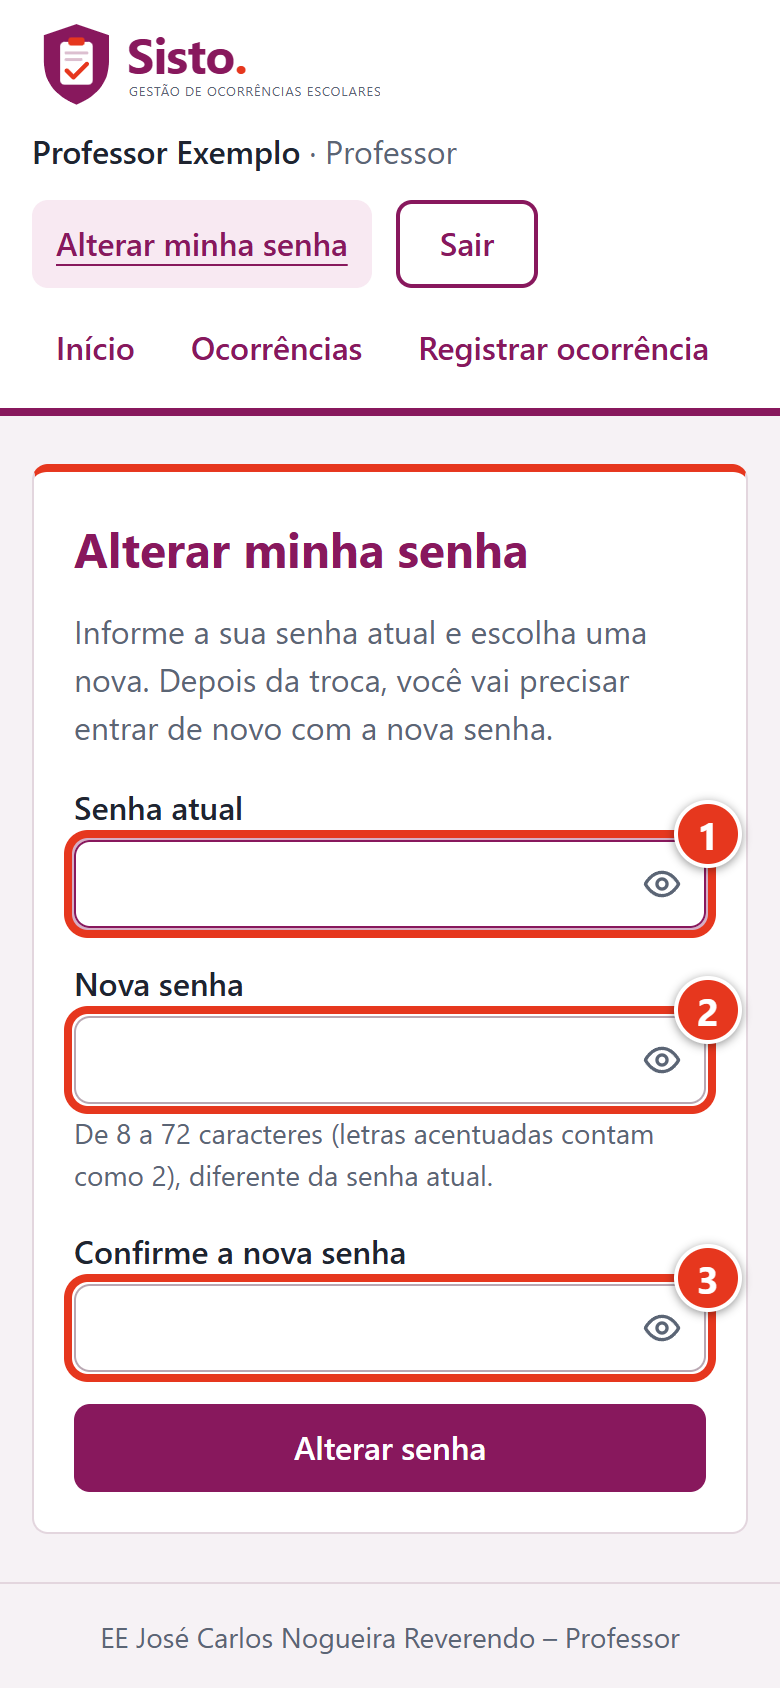 Sisto.
GESTÃO DE OCORRÊNCIAS ESCOLARES
Professor Exemplo · Professor
Alterar minha senha
Sair
Início
Ocorrências
Registrar ocorrência
Alterar minha senha
Informe a sua senha atual e escolha uma
nova. Depois da troca, você vai precisar
entrar de novo com a nova senha.
Senha atual
1
Nova senha
2
De 8 a 72 caracteres (letras acentuadas contam
como 2), diferente da senha atual.
Confirme a nova senha
3
Alterar senha
EE José Carlos Nogueira Reverendo – Professor